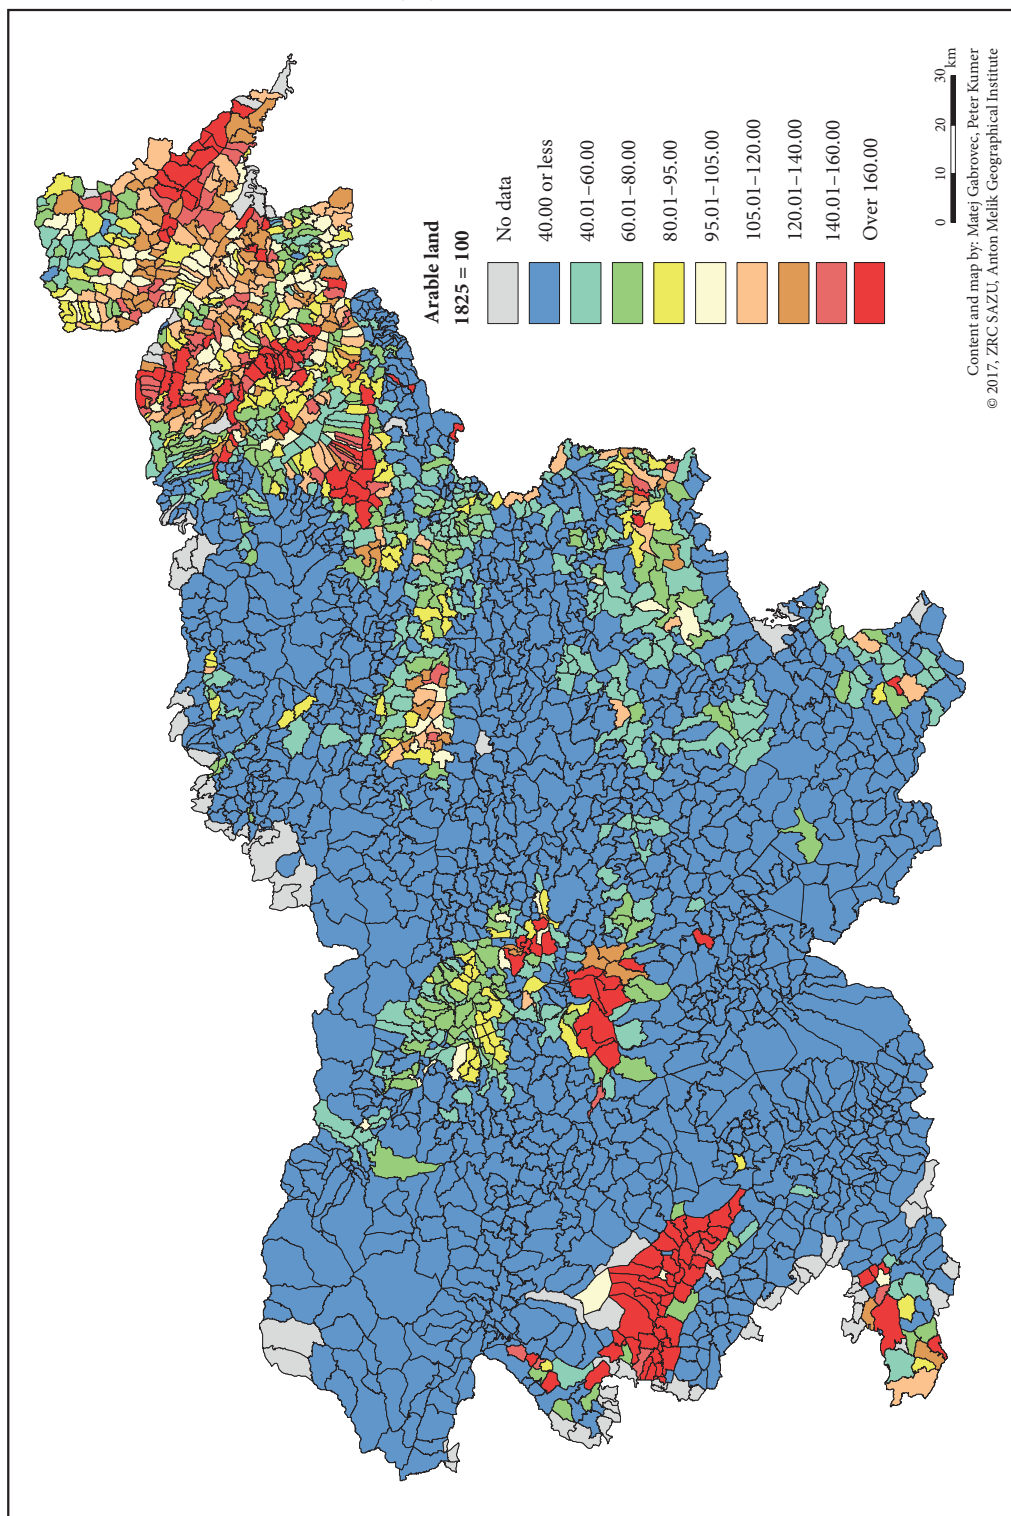 Arable land
1825 = 100
No data
40.00 or less
40.01–60.00
60.01–80.00
80.01–95.00
95.01–105.00
105.01–120.00
120.01–140.00
140.01–160.00
Over 160.00
0 10 20 30
km
Content and map by: Matej Gabrovec, Peter Kumer
© 2017, ZRC SAZU, Anton Melik Geographical Institute